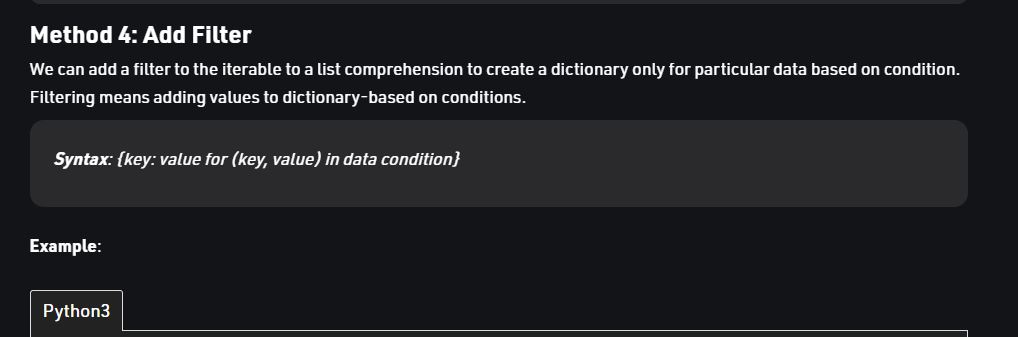 Method 4: Add Filter
We can add a filter to the iterable to a list comprehension to create a dictionary only for particular data based on condition.
Filtering means adding values to dictionary-based on conditions.
Syntax: {key: value for (key, value) in data condition}
Example:
Python3